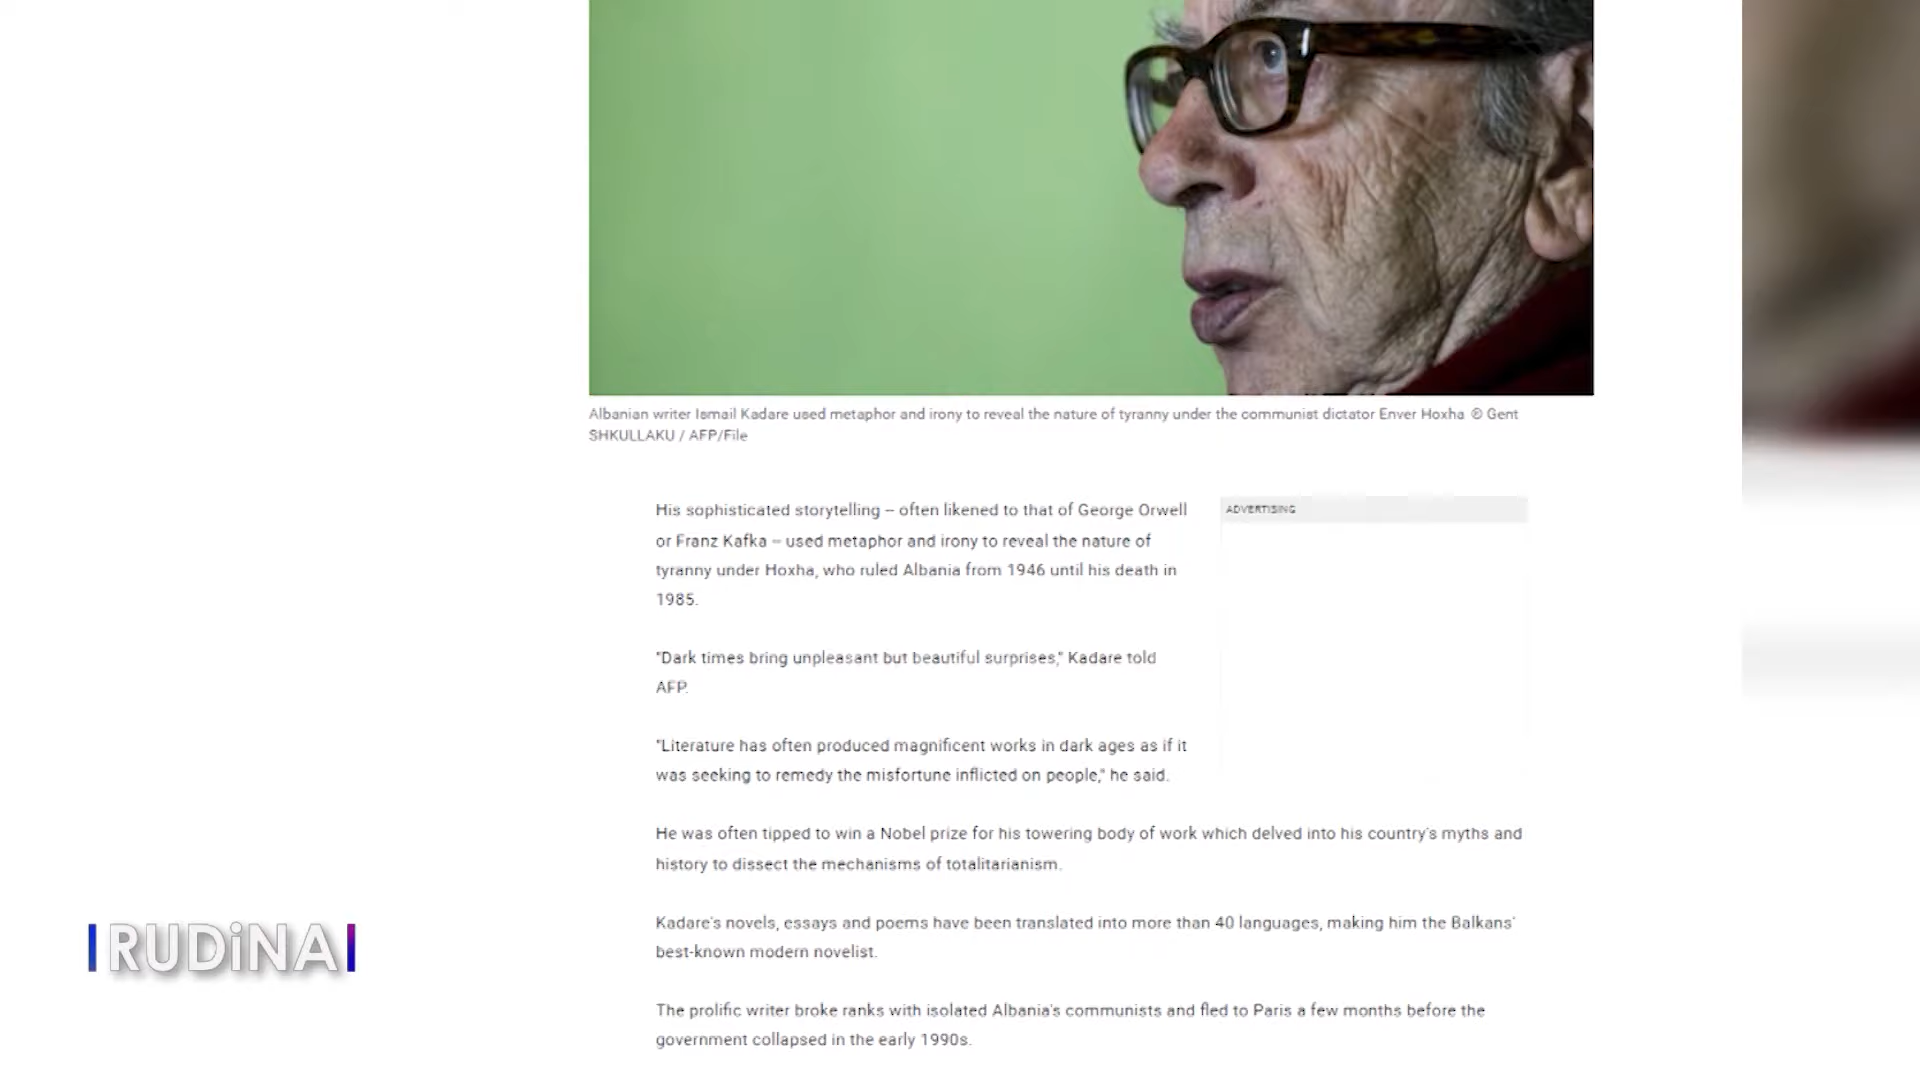 Albanian writer Ismail Kadare used metaphor and irony to reveal the nature of tyranny under the communist dictator Enver Hoxha © Gent
SHKULLAKU / AFP/File
His sophisticated storytelling -- often likened to that of George Orwell
or Franz Kafka -- used metaphor and irony to reveal the nature of
tyranny under Hoxha, who ruled Albania from 1946 until his death in
1985.
ADVERTISING
"Dark times bring unpleasant but beautiful surprises," Kadare told
AFP.
"Literature has often produced magnificent works in dark ages as if it
was seeking to remedy the misfortune inflicted on people," he said.
He was often tipped to win a Nobel prize for his towering body of work which delved into his country's myths and
history to dissect the mechanisms of totalitarianism.
Kadare's novels, essays and poems have been translated into more than 40 languages, making him the Balkans'
best-known modern novelist.
The prolific writer broke ranks with isolated Albania's communists and fled to Paris a few months before the
government collapsed in the early 1990s.
RUDiNA